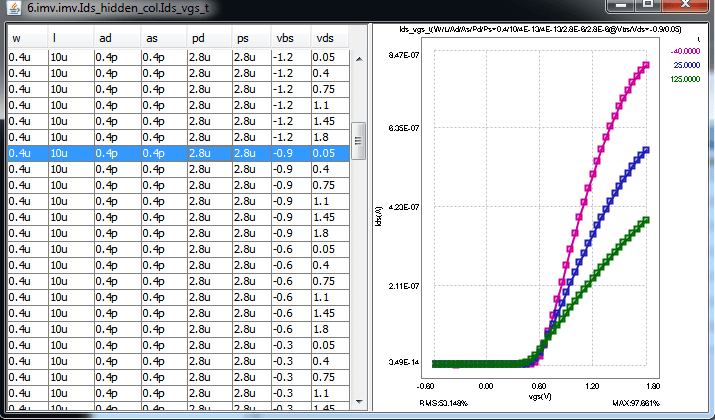 6.imv.imv.Ids_hidden_col.Ids_vgs_t
w l ad as pd ps vbs vds
0.4u 10u 0.4p 0.4p 2.8u 2.8u -1.2 0.05
0.4u 10u 0.4p 0.4p 2.8u 2.8u -1.2 0.4
0.4u 10u 0.4p 0.4p 2.8u 2.8u -1.2 0.75
0.4u 10u 0.4p 0.4p 2.8u 2.8u -1.2 1.1
0.4u 10u 0.4p 0.4p 2.8u 2.8u -1.2 1.45
0.4u 10u 0.4p 0.4p 2.8u 2.8u -1.2 1.8
0.4u 10u 0.4p 0.4p 2.8u 2.8u -0.9 0.05
0.4u 10u 0.4p 0.4p 2.8u 2.8u -0.9 0.4
0.4u 10u 0.4p 0.4p 2.8u 2.8u -0.9 0.75
0.4u 10u 0.4p 0.4p 2.8u 2.8u -0.9 1.1
0.4u 10u 0.4p 0.4p 2.8u 2.8u -0.9 1.45
0.4u 10u 0.4p 0.4p 2.8u 2.8u -0.9 1.8
0.4u 10u 0.4p 0.4p 2.8u 2.8u -0.6 0.05
0.4u 10u 0.4p 0.4p 2.8u 2.8u -0.6 0.4
0.4u 10u 0.4p 0.4p 2.8u 2.8u -0.6 0.75
0.4u 10u 0.4p 0.4p 2.8u 2.8u -0.6 1.1
0.4u 10u 0.4p 0.4p 2.8u 2.8u -0.6 1.45
0.4u 10u 0.4p 0.4p 2.8u 2.8u -0.6 1.8
0.4u 10u 0.4p 0.4p 2.8u 2.8u -0.3 0.05
0.4u 10u 0.4p 0.4p 2.8u 2.8u -0.3 0.4
0.4u 10u 0.4p 0.4p 2.8u 2.8u -0.3 0.75
0.4u 10u 0.4p 0.4p 2.8u 2.8u -0.3 1.1
0.4u 10u 0.4p 0.4p 2.8u 2.8u -0.3 1.45
Ids_vgs_t(W/L/Ad/As/Pd/Ps=0.4/10/4E-13/4E-13/2.8E-6/2.8E-6@Vbs/Vds=-0.9/0.05)
t
-40.0000
25.0000
125.0000
8.47E-07
6.35E-07
4.23E-07
2.11E-07
3.49E-14
Ids(A)
-0.60 0.00 0.60 1.20 1.80
vgs(V)
RMS:53.148% MAX:97.661%